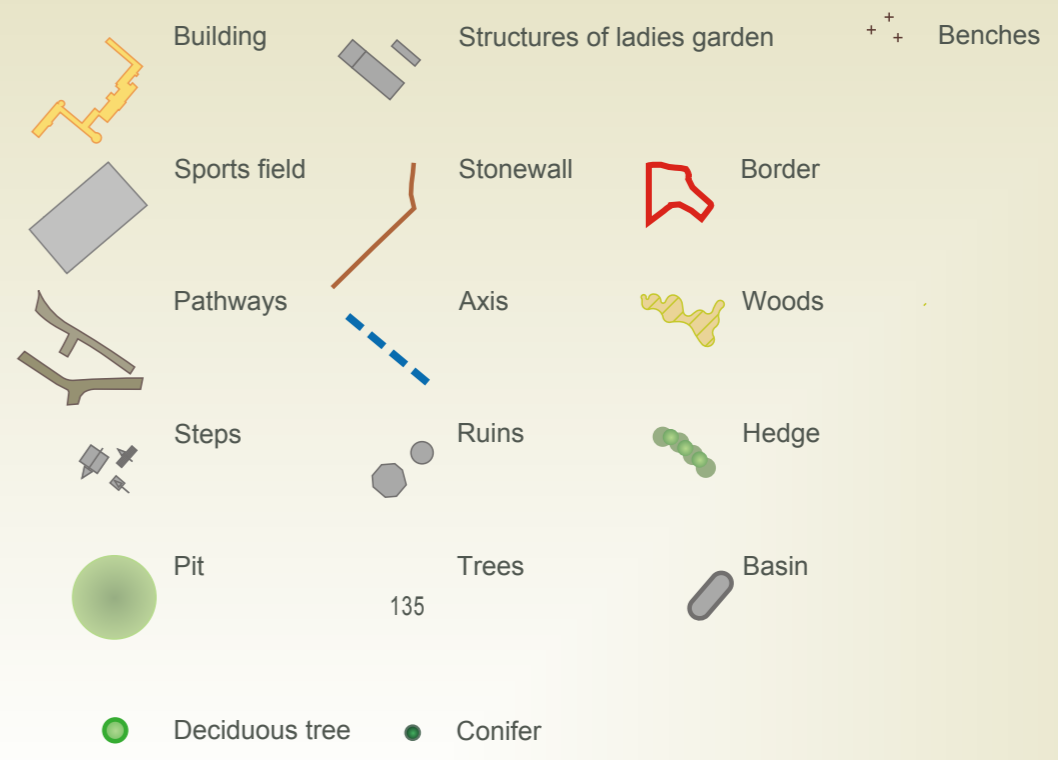 Building
Structures of ladies garden
Benches
Sports field
Stonewall
Border
Pathways
Axis
Woods
Steps
Ruins
Hedge
Pit
Trees
Basin
135
Deciduous tree
Conifer